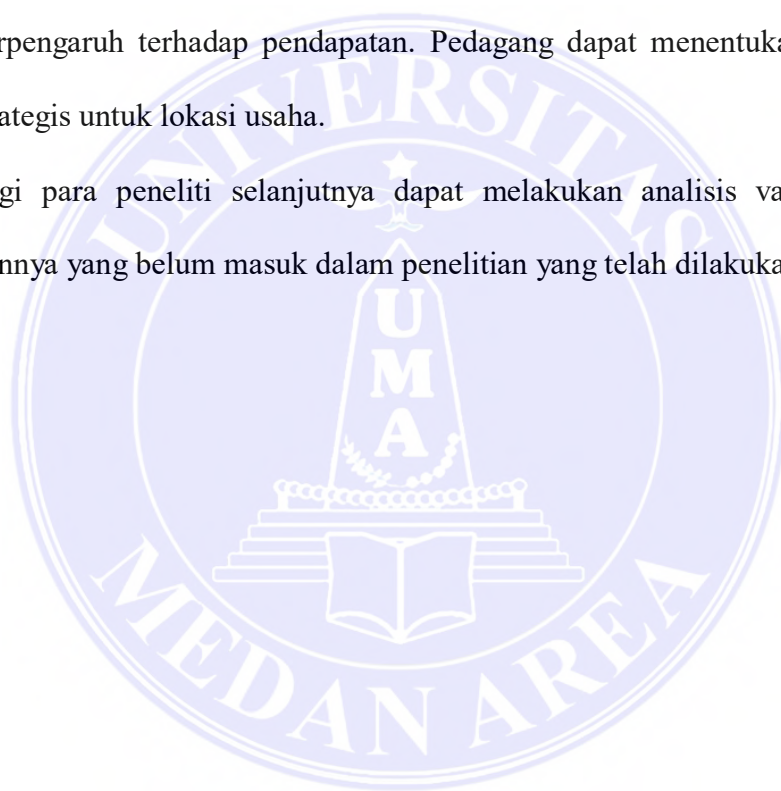 rpengaruh terhadap pendapatan. Pedagang dapat menentuka
ategis untuk lokasi usaha.
gi para peneliti selanjutnya dapat melakukan analisis va
nnya yang belum masuk dalam penelitian yang telah dilakuka
UNIVERSITAS
U
M
A
MEDAN AREA